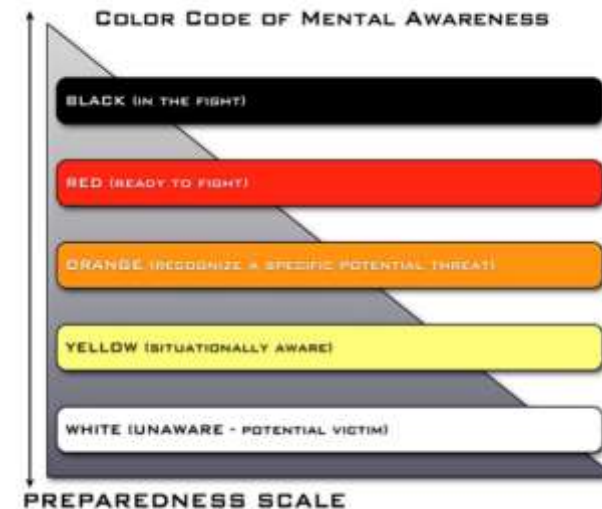 COLOR CODE OF MENTAL AWARENESS
BLACK (IN THE FIGHT)
RED (READY TO FIGHT)
ORANGE (RECOGNIZE A SPECIFIC POTENTIAL THREAT)
YELLOW (SITUATIONALLY AWARE)
WHITE (UNAWARE - POTENTIAL VICTIM)
PREPAREDNESS SCALE